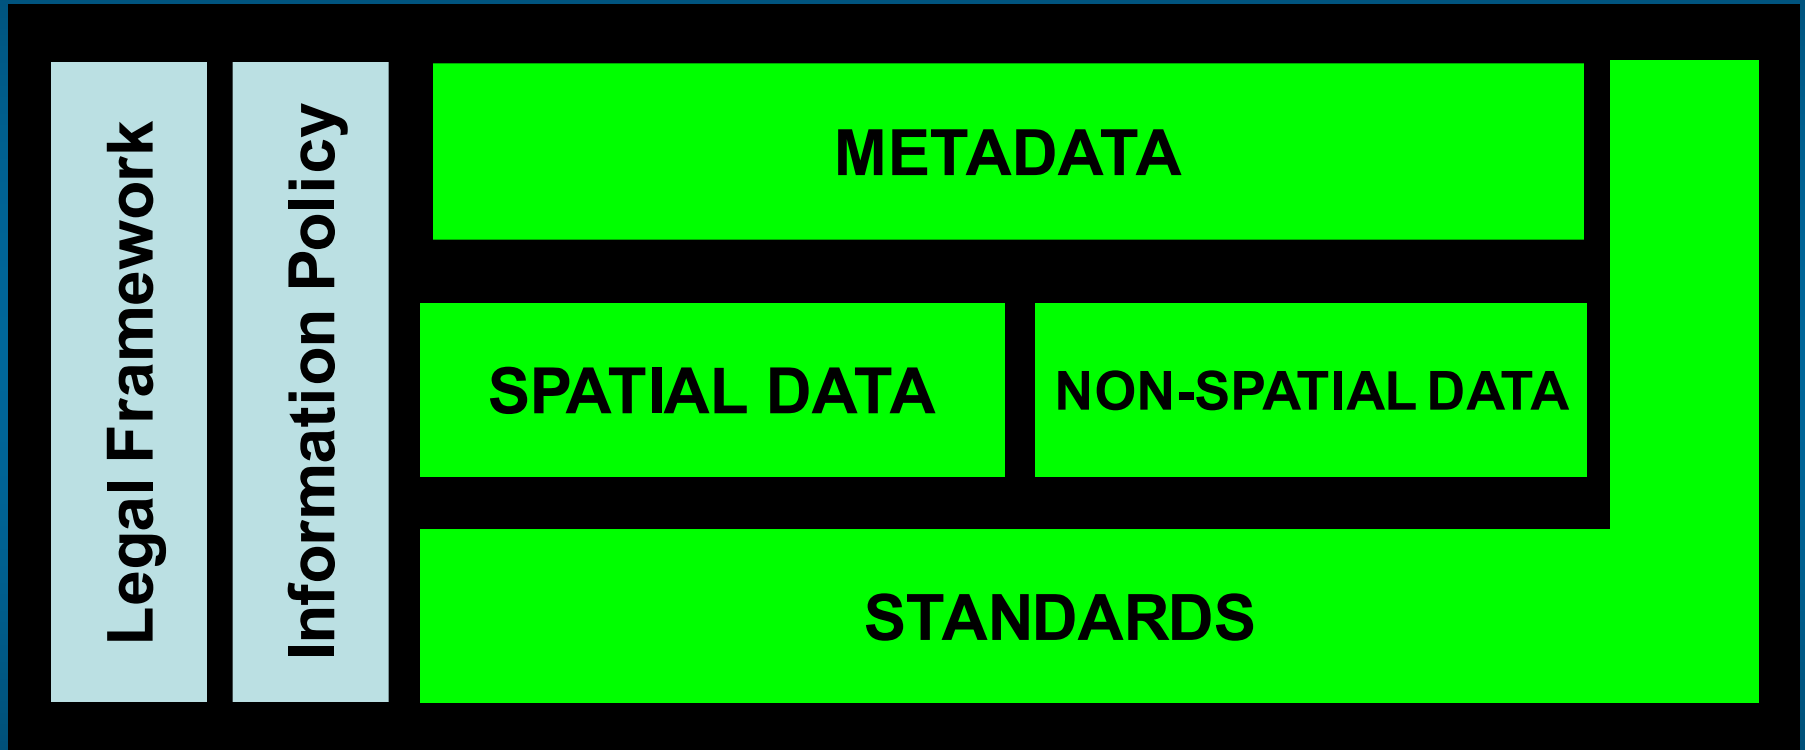 Legal Framework
Information Policy
METADATA
SPATIAL DATA
NON-SPATIAL DATA
STANDARDS